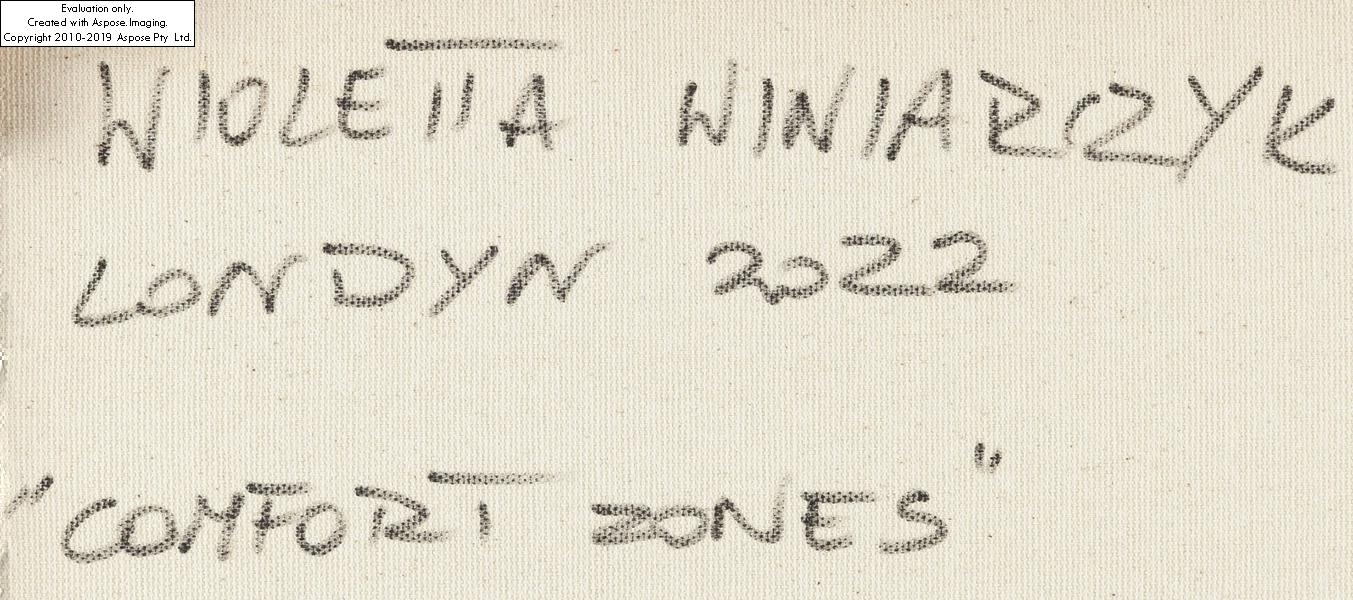 Evaluation only.
Created with Aspose.Imaging.
Copyright 2010-2019 Aspose Pty Ltd.
WIOLETTA WINIARCZYK
LONDYN 2022
"COMFORT ZONES"